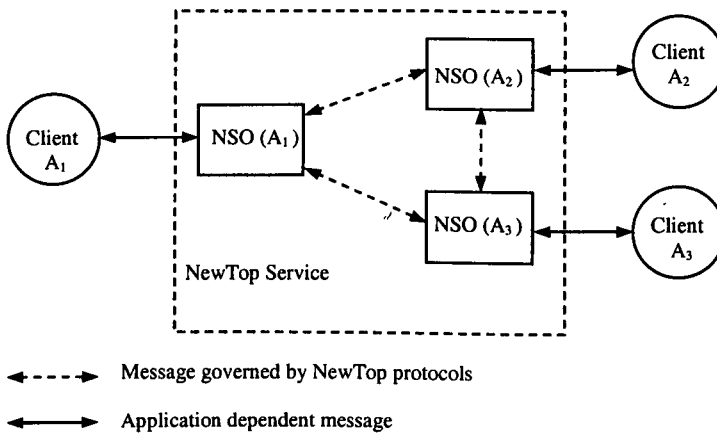 Client
A₁
NSO (A₁)
NSO (A₂)
Client
A₂
NSO (A₃)
Client
A₃
NewTop Service
Message governed by NewTop protocols
Application dependent message